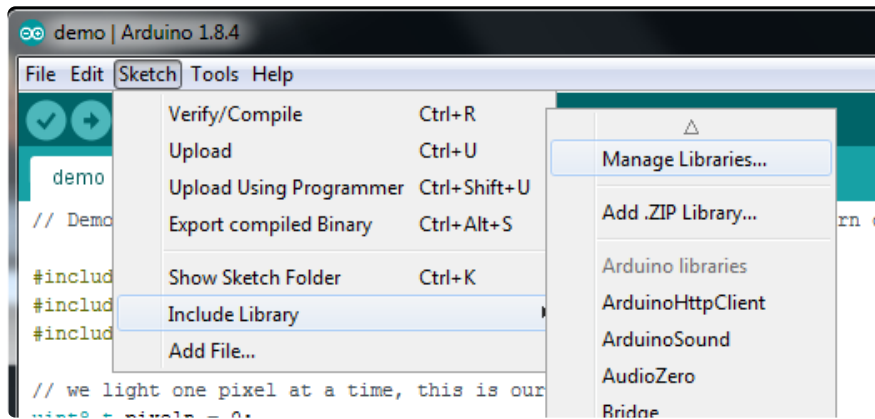 demo | Arduino 1.8.4
File Edit Sketch Tools Help
Verify/Compile Ctrl+R
Upload Ctrl+U
Upload Using Programmer Ctrl+Shift+U
Export compiled Binary Ctrl+Alt+S
Show Sketch Folder Ctrl+K
Include Library
Add File...
Manage Libraries...
Add .ZIP Library...
Arduino libraries
ArduinoHttpClient
ArduinoSound
AudioZero
Bridge
demo
// Demo
#includ
#includ
#includ
// we light one pixel at a time, this is our